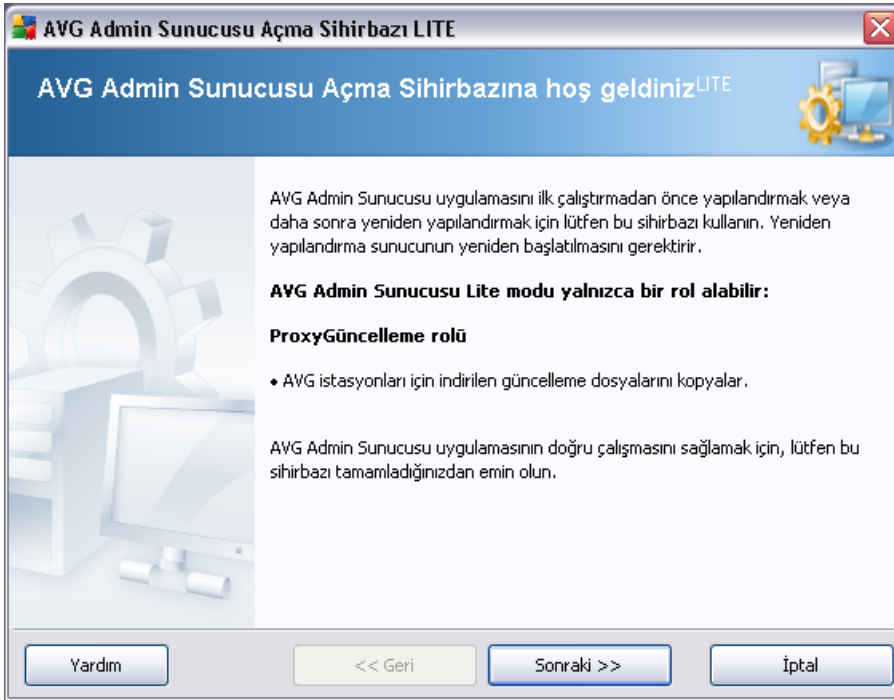 AVG Admin Sunucusu Açma Sihirbazı LITE
AVG Admin Sunucusu Açma Sihirbazına hoş geldinizLITE
AVG Admin Sunucusu uygulamasını ilk çalıştırmadan önce yapılandırmak veya
daha sonra yeniden yapılandırmak için lütfen bu sihirbazı kullanın. Yeniden
yapılandırma sunucunun yeniden başlatılmasını gerektirir.
AVG Admin Sunucusu Lite modu yalnızca bir rol alabilir:
ProxyGüncelleme rolü
• AVG istasyonları için indirilen güncelleme dosyalarını kopyalar.
AVG Admin Sunucusu uygulamasının doğru çalışmasını sağlamak için, lütfen bu
sihirbazı tamamladığınızdan emin olun.
Yardım
<< Geri
Sonraki >>
İptal